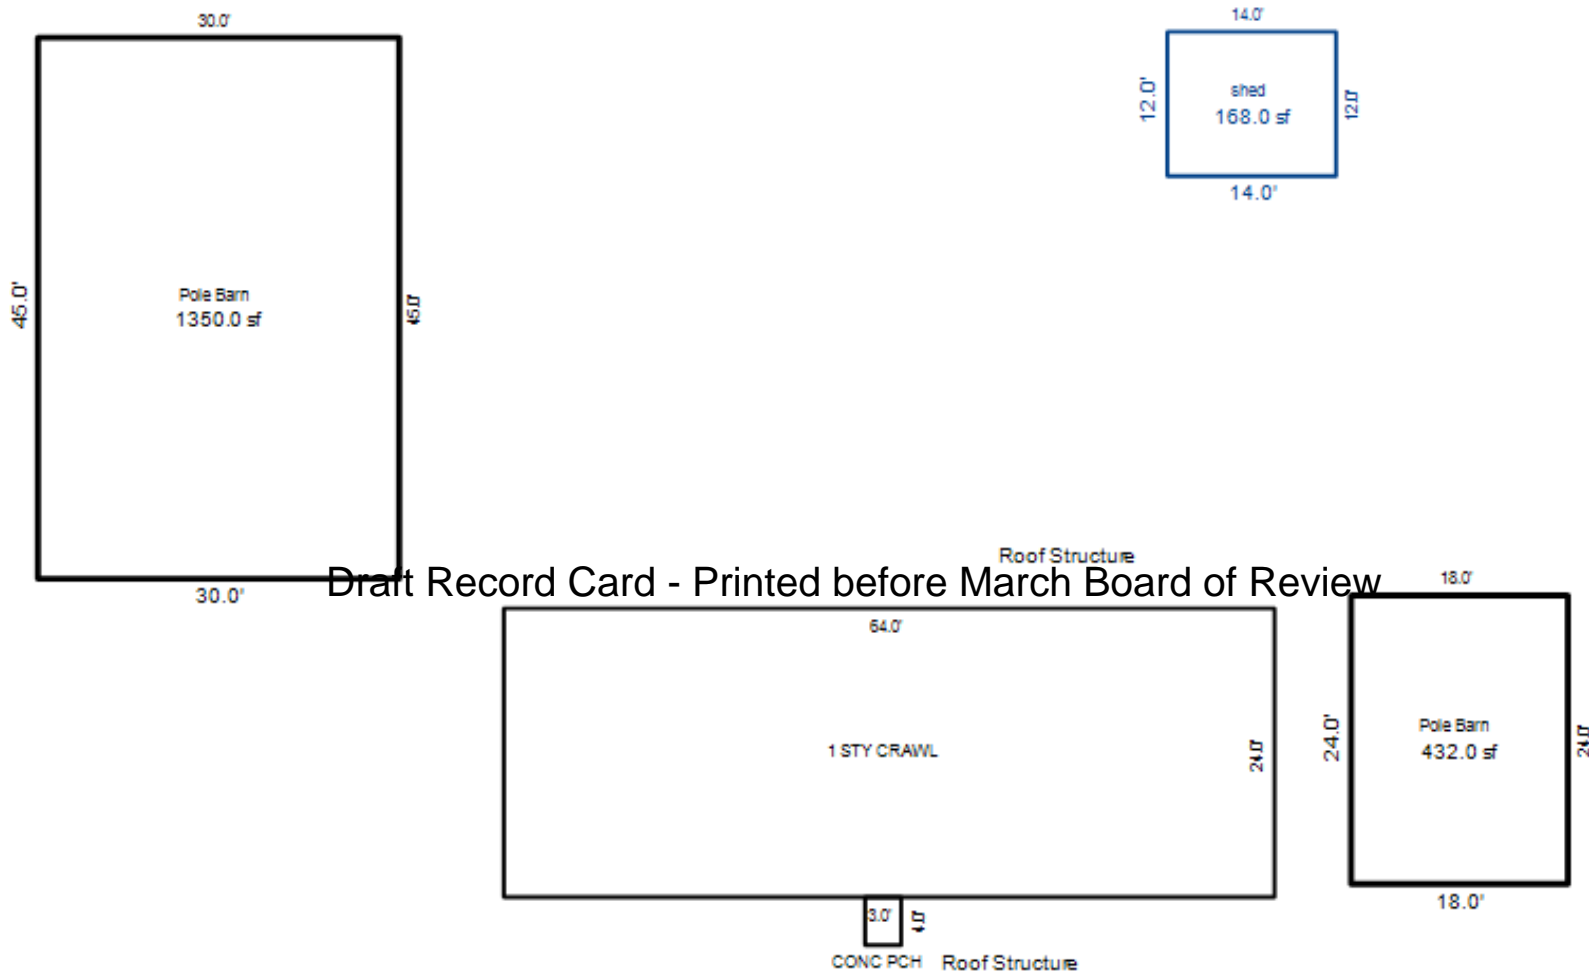 30.0'
45.0'
Pole Barn
1350.0 sf
45.0'
30.0'
14.0'
12.0'
shed
168.0 sf
12.0'
14.0'
Roof Structure
Draft Record Card - Printed before March Board of Review
64.0'
1 STY CRAWL
24.0'
3.0'
4.0'
CONC PCH
Roof Structure
18.0'
24.0'
Pole Barn
432.0 sf
24.0'
18.0'